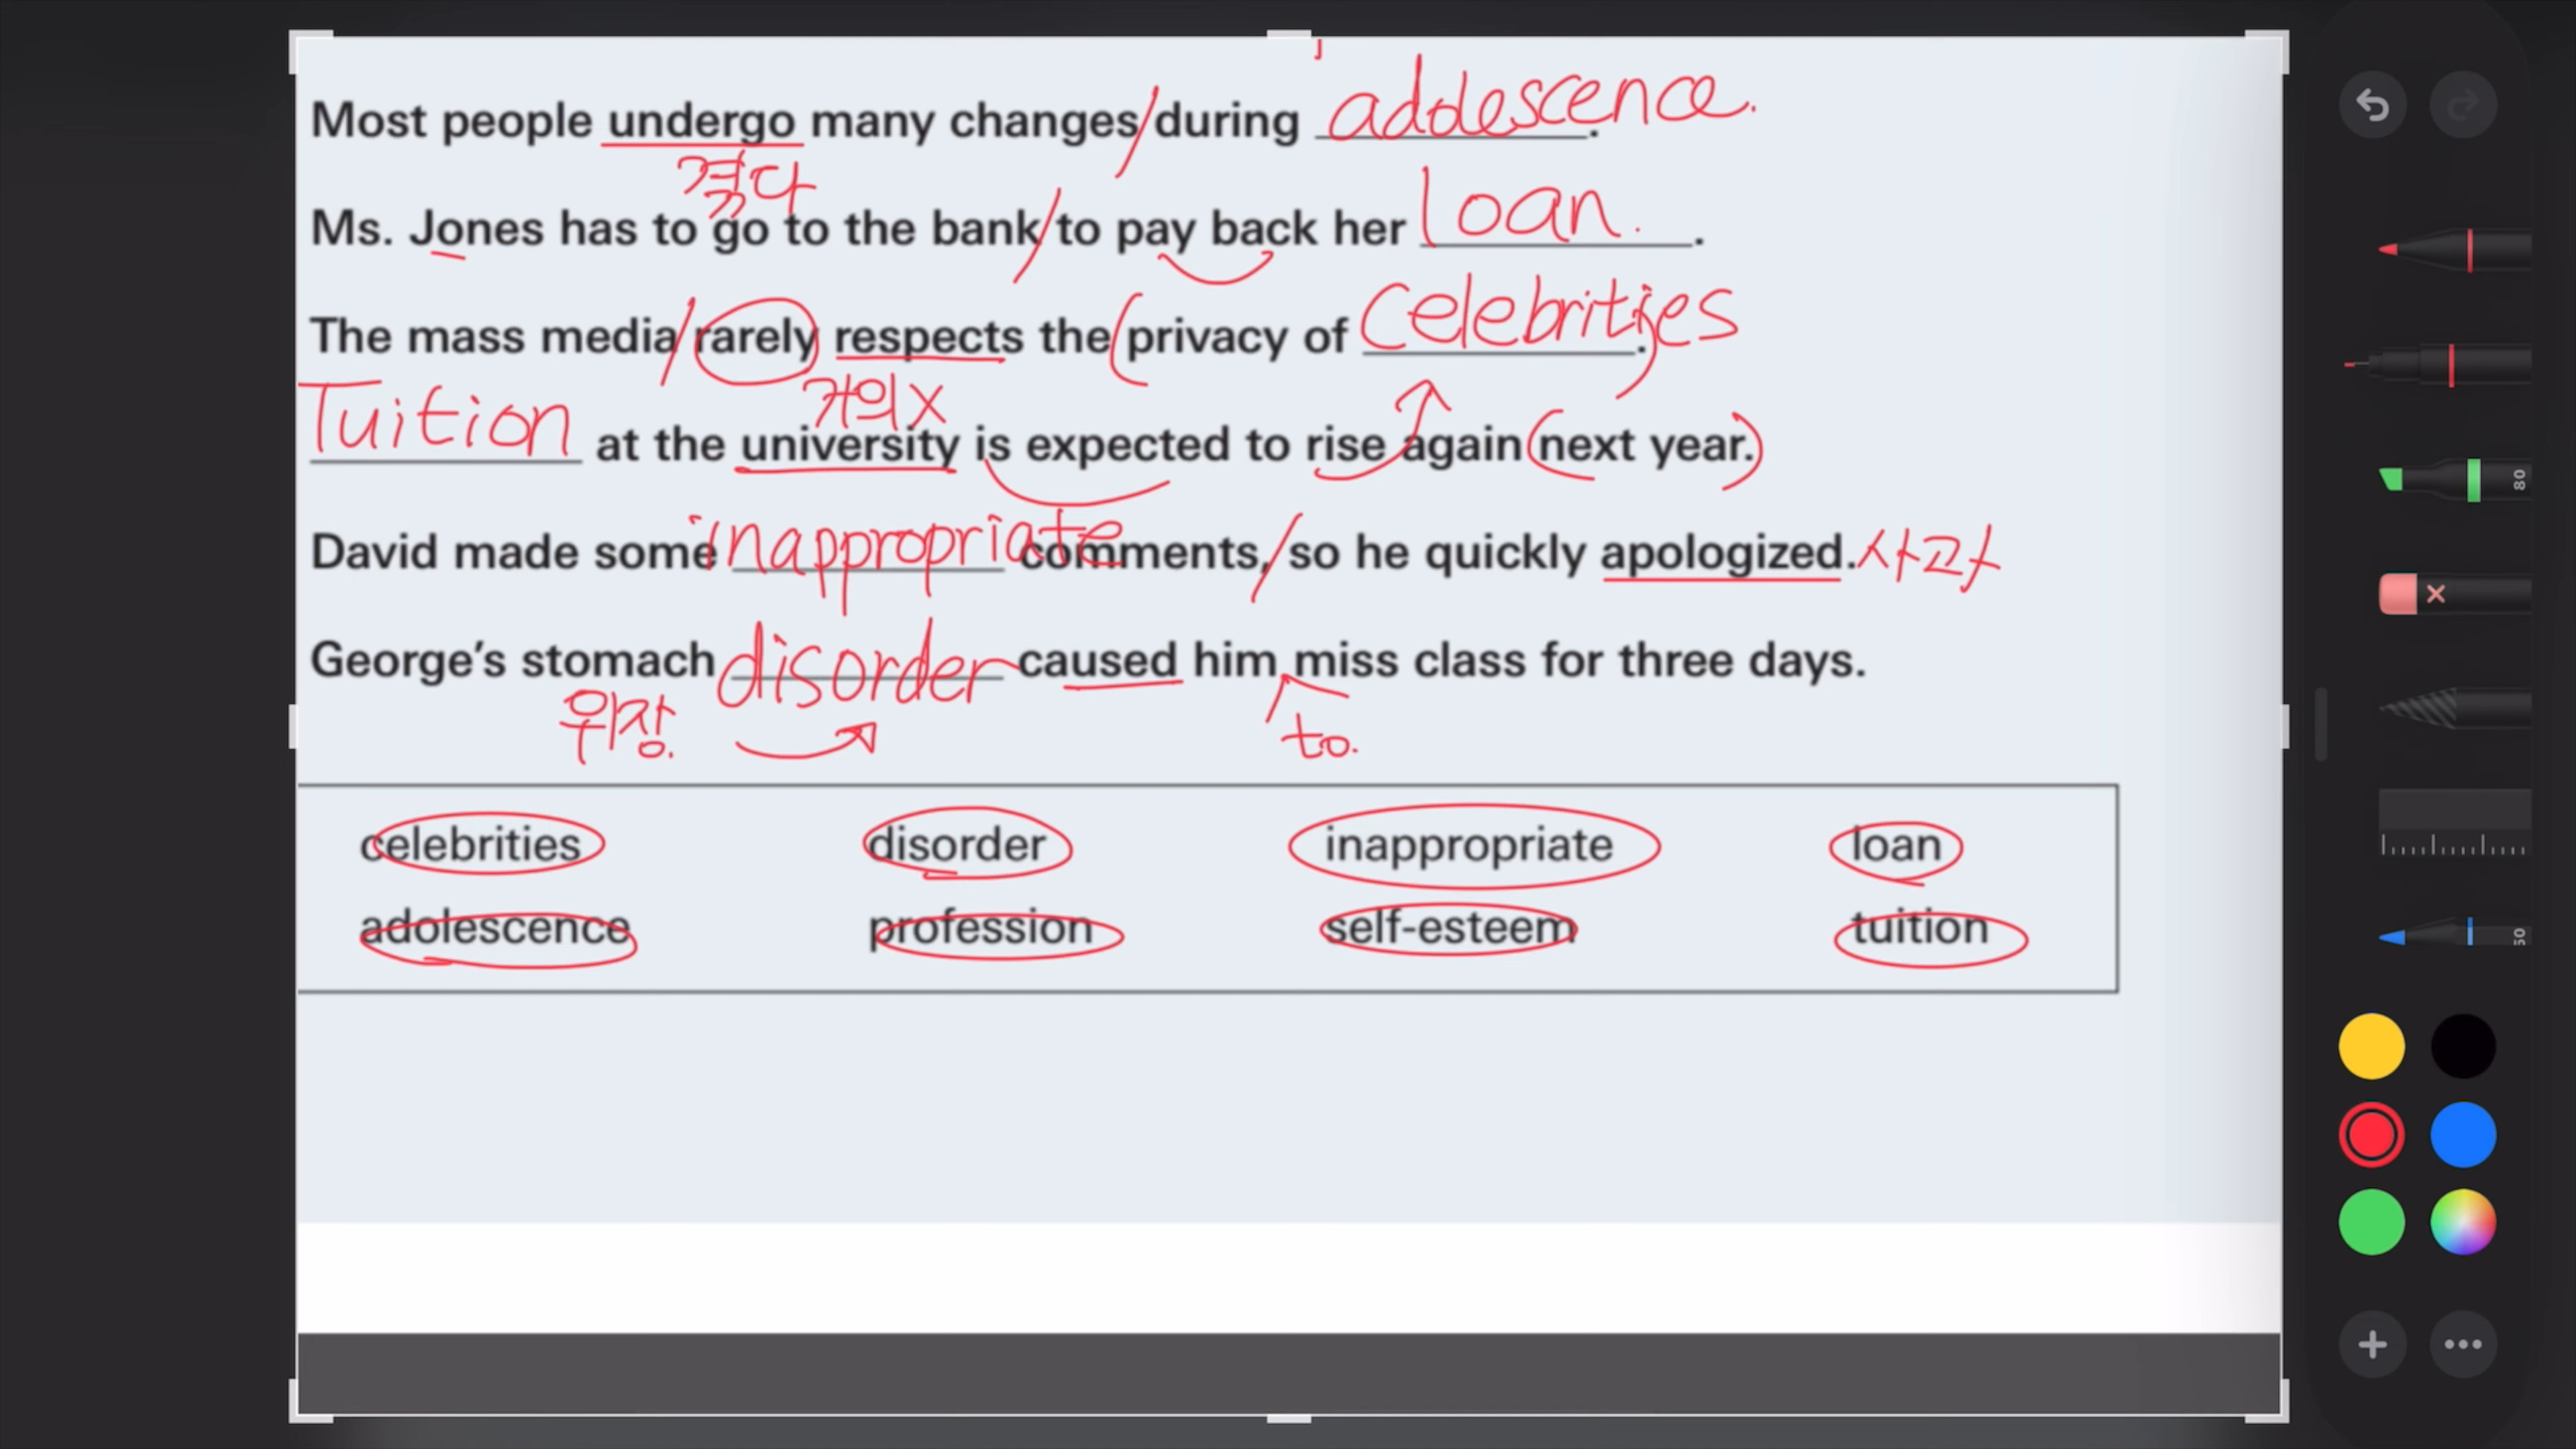 Most people undergo many changes / during adolescence.
겪다
Ms. Jones has to go to the bank / to pay back her loan.
The mass media / rarely respects the (privacy of celebrities).
거의X
Tuition at the university is expected to rise again (next year.)
David made some inappropriate comments, / so he quickly apologized. 사과
George's stomach disorder caused him miss class for three days.
위장.
to.
celebrities disorder inappropriate loan
adolescence profession self-esteem tuition
80
50